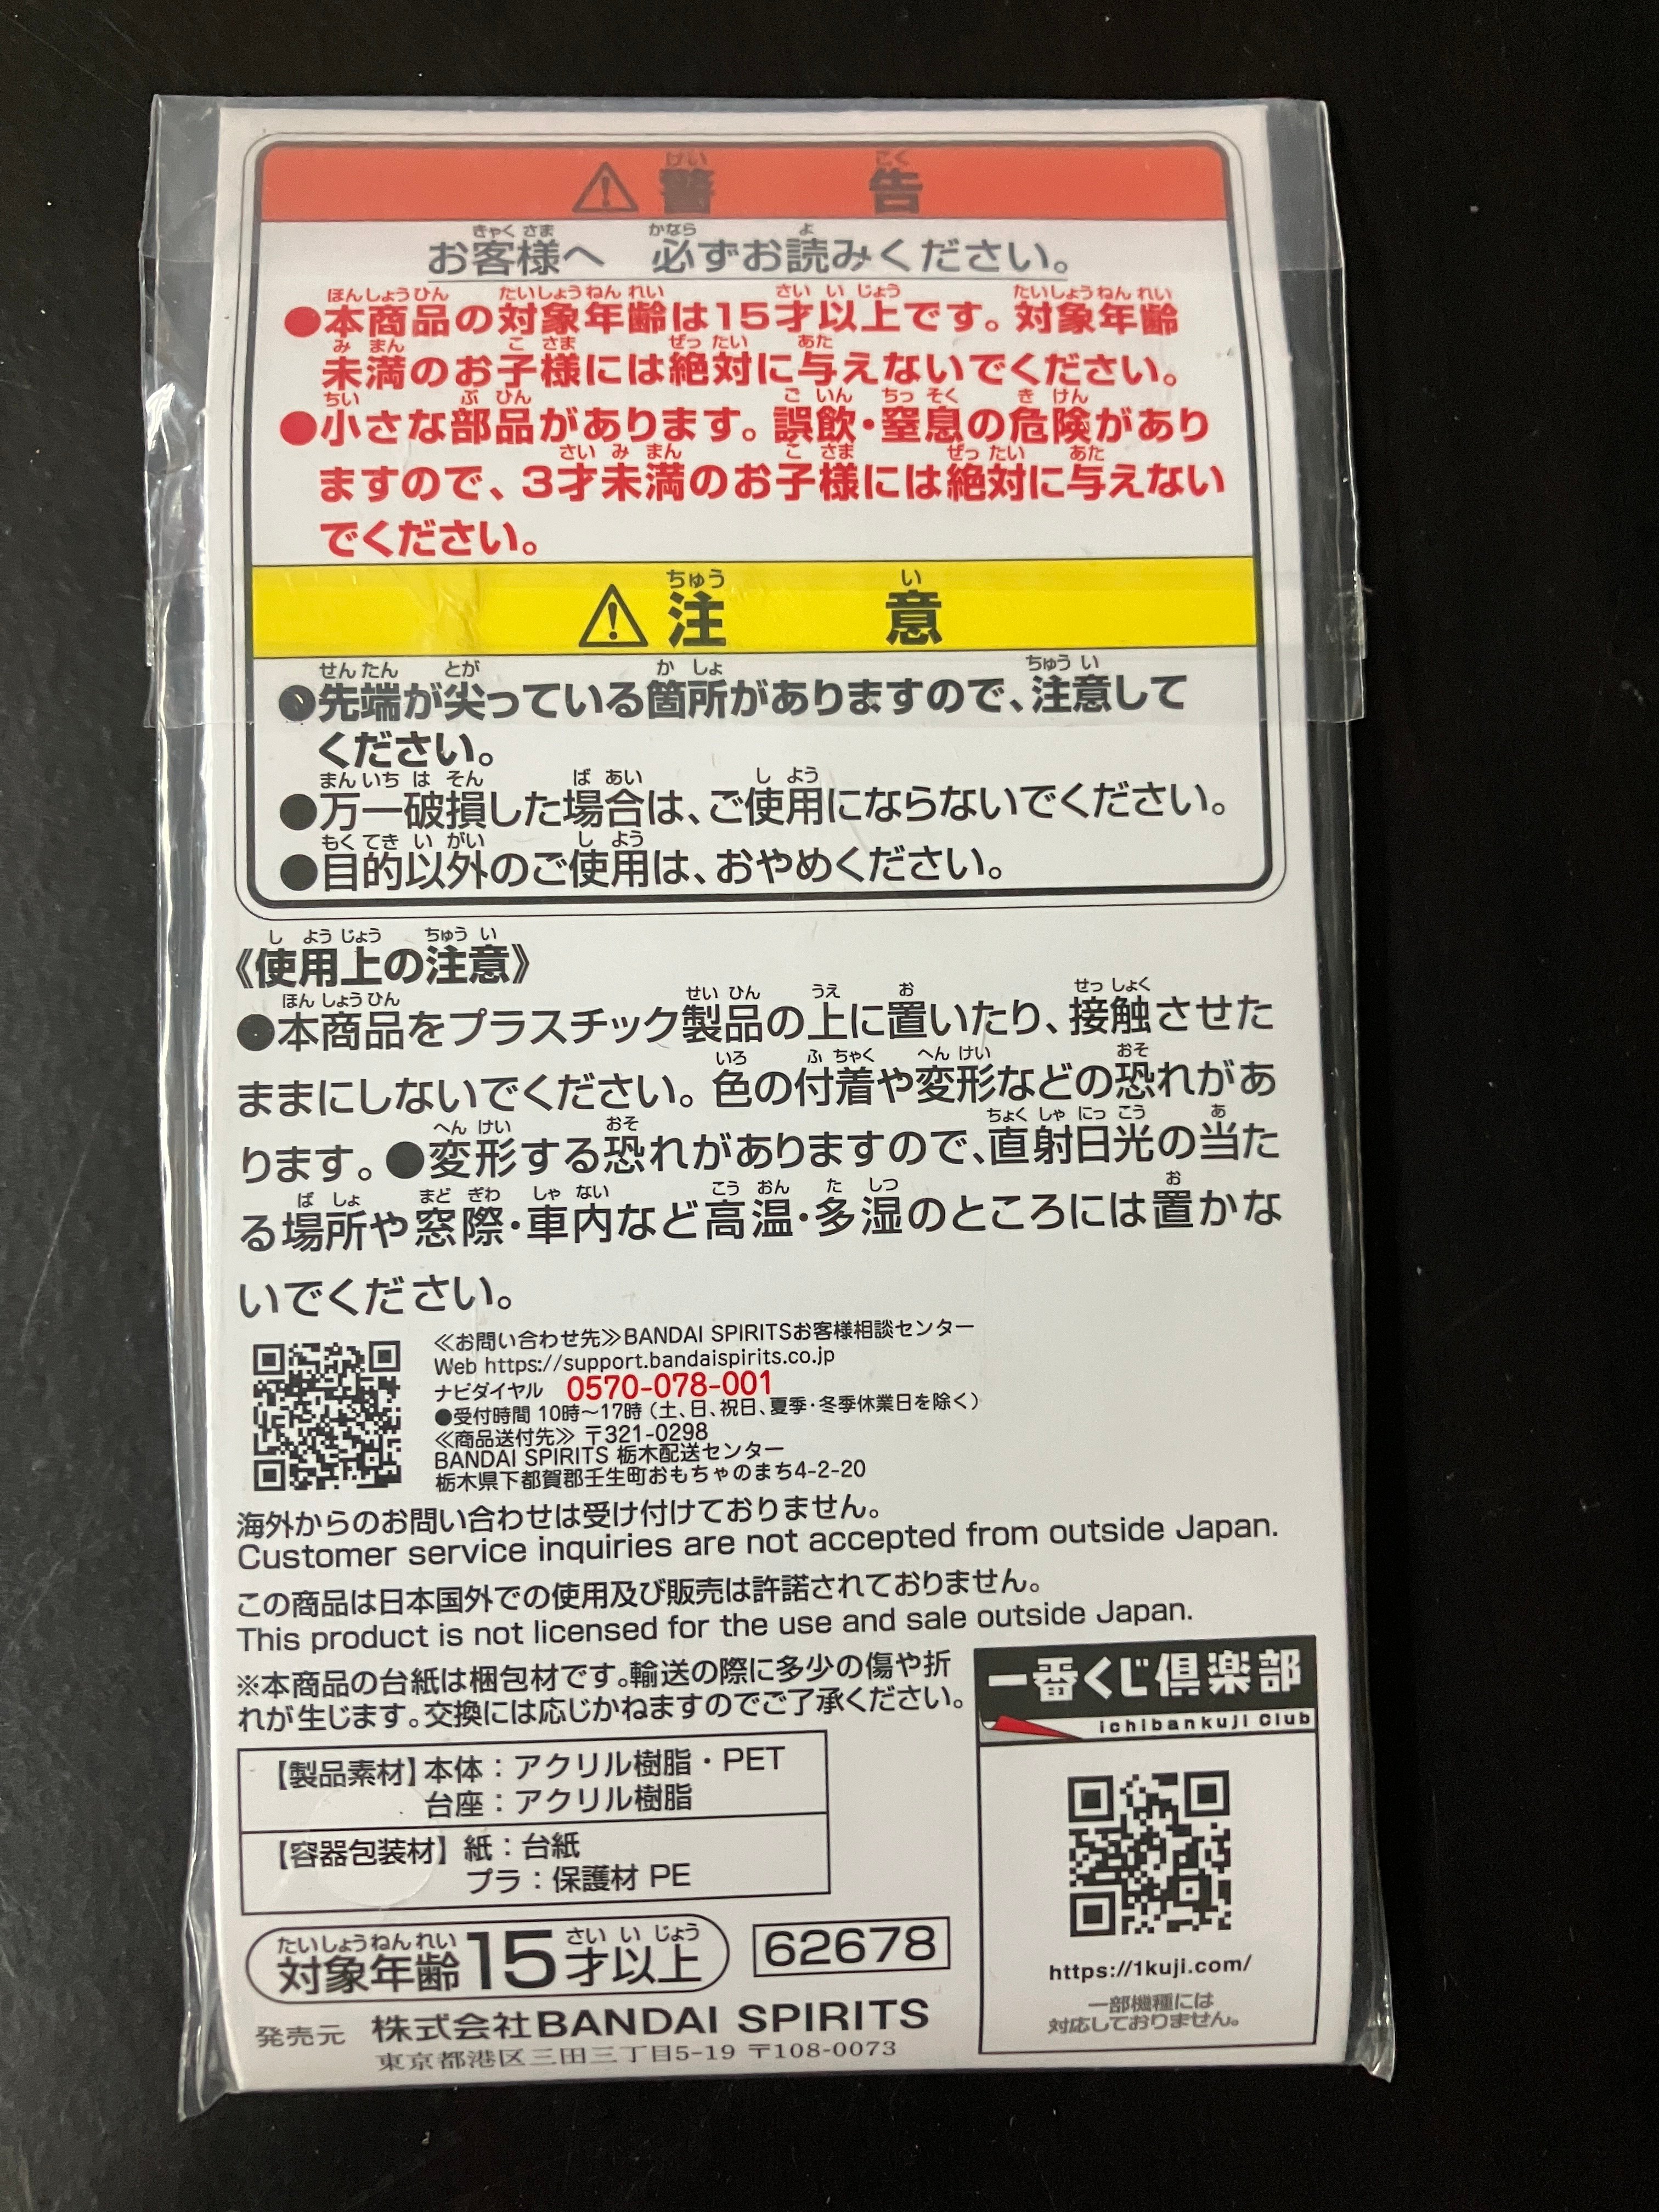 ⚠警告
お客様へ 必ずお読みください。
●本商品の対象年齢は15才以上です。対象年齢
未満のお子様には絶対に与えないでください。
●小さな部品があります。誤飲・窒息の危険があり
ますので、3才未満のお子様には絶対に与えない
でください。
⚠注意
●先端が尖っている箇所がありますので、注意して
ください。
●万一破損した場合は、ご使用にならないでください。
●目的以外のご使用は、おやめください。
《使用上の注意》
●本商品をプラスチック製品の上に置いたり、接触させた
ままにしないでください。色の付着や変形などの恐れがあ
ります。●変形する恐れがありますので、直射日光の当た
る場所や窓際・車内など高温・多湿のところには置かな
いでください。
≪お問い合わせ先≫BANDAI SPIRITSお客様相談センター
Web https://support.bandaispirits.co.jp
ナビダイヤル 0570-078-001
●受付時間 10時～17時（土、日、祝日、夏季・冬季休業日を除く）
≪商品送付先≫ 〒321-0298
BANDAI SPIRITS 栃木配送センター
栃木県下都賀郡壬生町おもちゃのまち4-2-20
海外からのお問い合わせは受け付けておりません。
Customer service inquiries are not accepted from outside Japan.
この商品は日本国外での使用及び販売は許諾されておりません。
This product is not licensed for the use and sale outside Japan.
※本商品の台紙は梱包材です。輸送の際に多少の傷や折
れが生じます。交換には応じかねますのでご了承ください。
【製品素材】本体：アクリル樹脂・PET
台座：アクリル樹脂
【容器包装材】紙：台紙
プラ：保護材 PE
対象年齢15才以上
62678
発売元 株式会社BANDAI SPIRITS
東京都港区三田三丁目5-19 〒108-0073
一番くじ倶楽部
ichibankuji Club
https://1kuji.com/
一部機種には
対応しておりません。